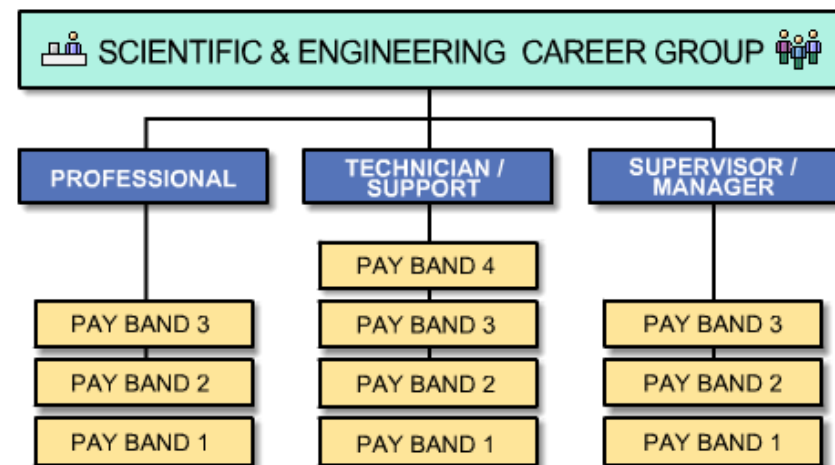 SCIENTIFIC & ENGINEERING CAREER GROUP
PROFESSIONAL
TECHNICIAN /
SUPPORT
SUPERVISOR /
MANAGER
PAY BAND 4
PAY BAND 3
PAY BAND 3
PAY BAND 3
PAY BAND 2
PAY BAND 2
PAY BAND 2
PAY BAND 1
PAY BAND 1
PAY BAND 1